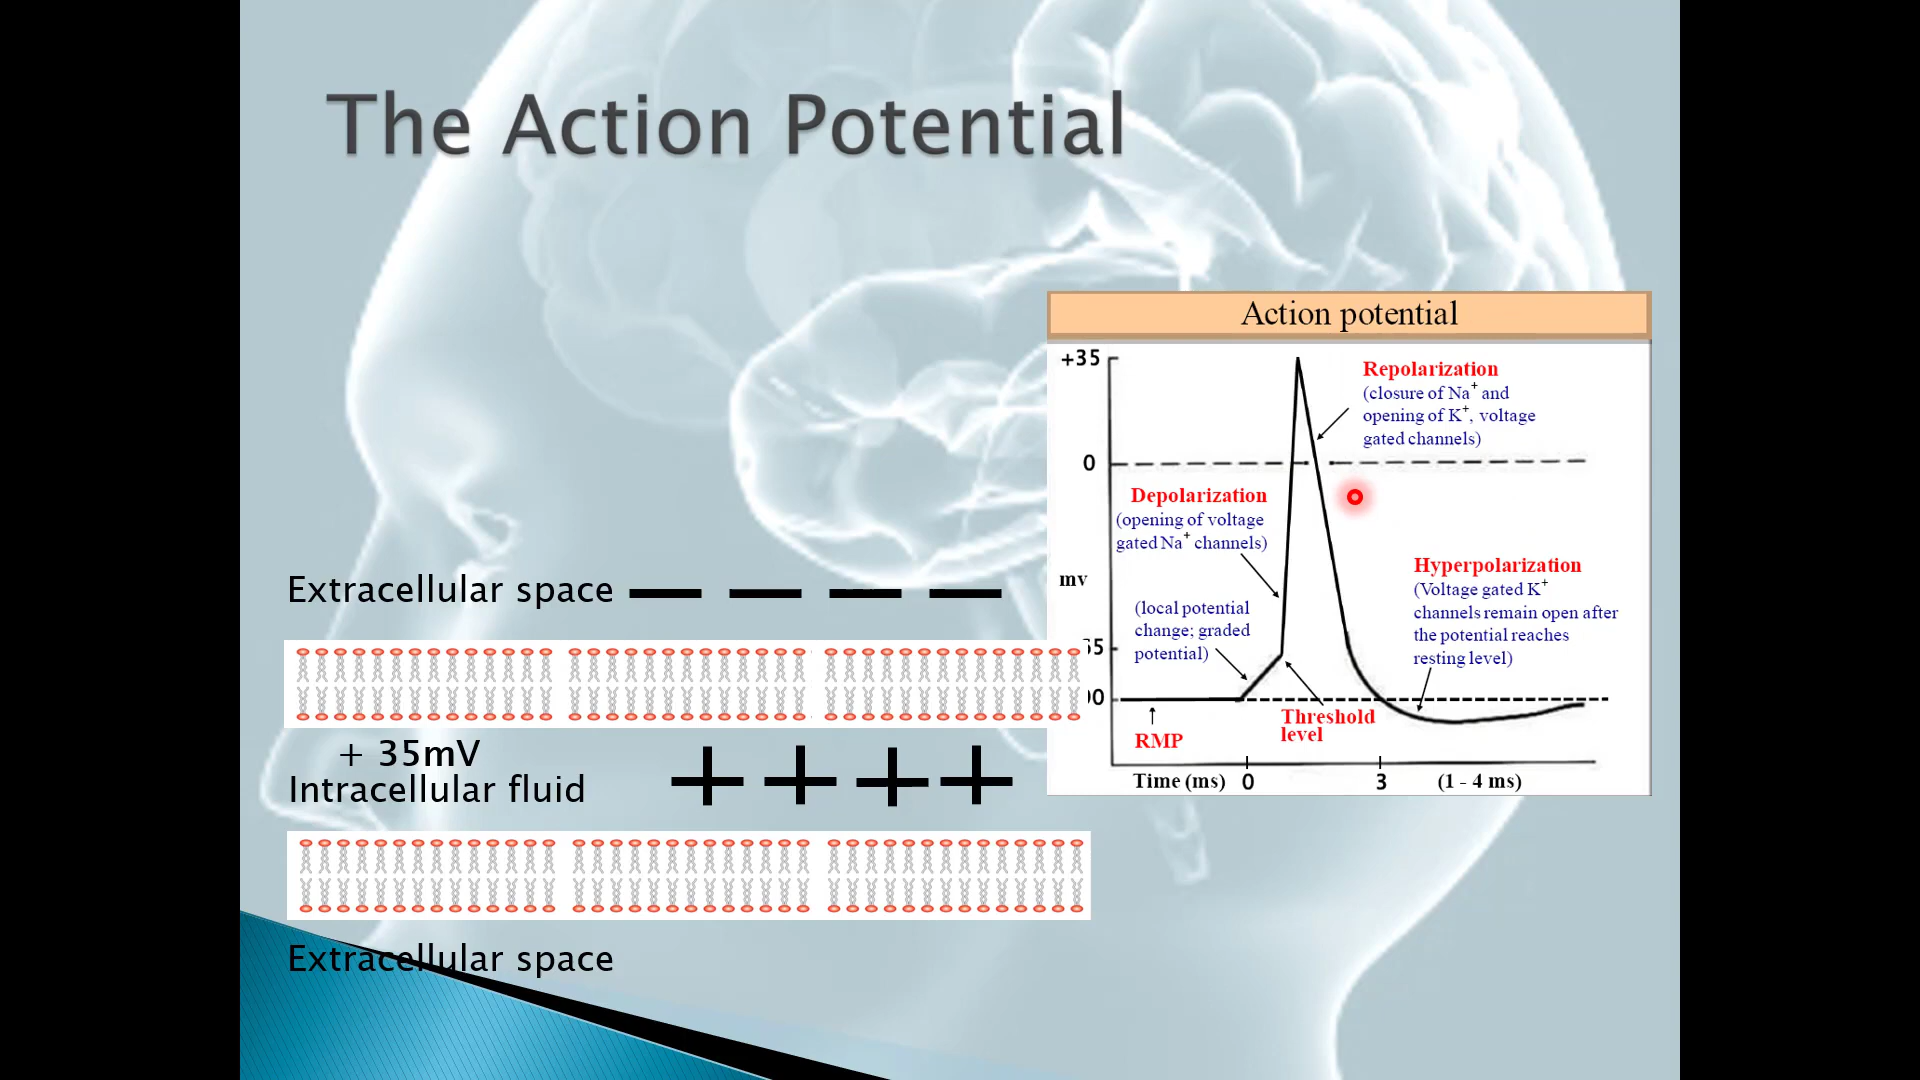 The Action Potential
Action potential
+35
Repolarization
(closure of Na+ and
opening of K+, voltage
gated channels)
0
Depolarization
(opening of voltage
gated Na+ channels)
Hyperpolarization
(Voltage gated K+
channels remain open after
the potential reaches
resting level)
mv
(local potential
change; graded
potential)
Threshold
level
RMP
Time (ms) 0 3 (1 - 4 ms)
Extracellular space
+ 35mV
Intracellular fluid
Extracellular space